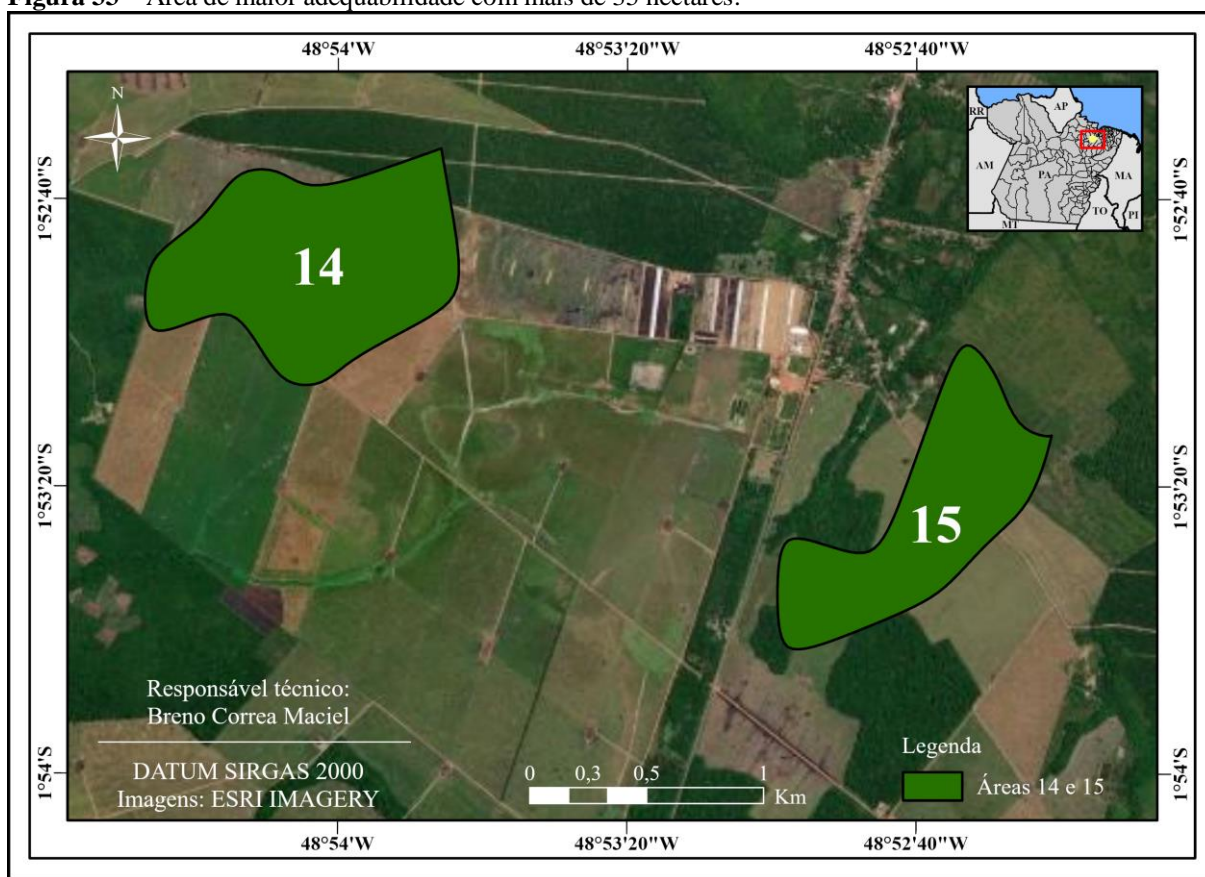 Figura 35 – Área de maior adequabilidade com mais de 35 hectares.
48°54'W 48°53'20"W 48°52'40"W
N
RR
AP
AM
PA
MA
TO
PI
MT
1°52'40"S 1°52'40"S
14
1°53'20"S 1°53'20"S
15
Responsável técnico:
Breno Correa Maciel
DATUM SIRGAS 2000
Imagens: ESRI IMAGERY
0 0,3 0,5 1
Km
Legenda
Áreas 14 e 15
1°54'S 1°54'S
48°54'W 48°53'20"W 48°52'40"W